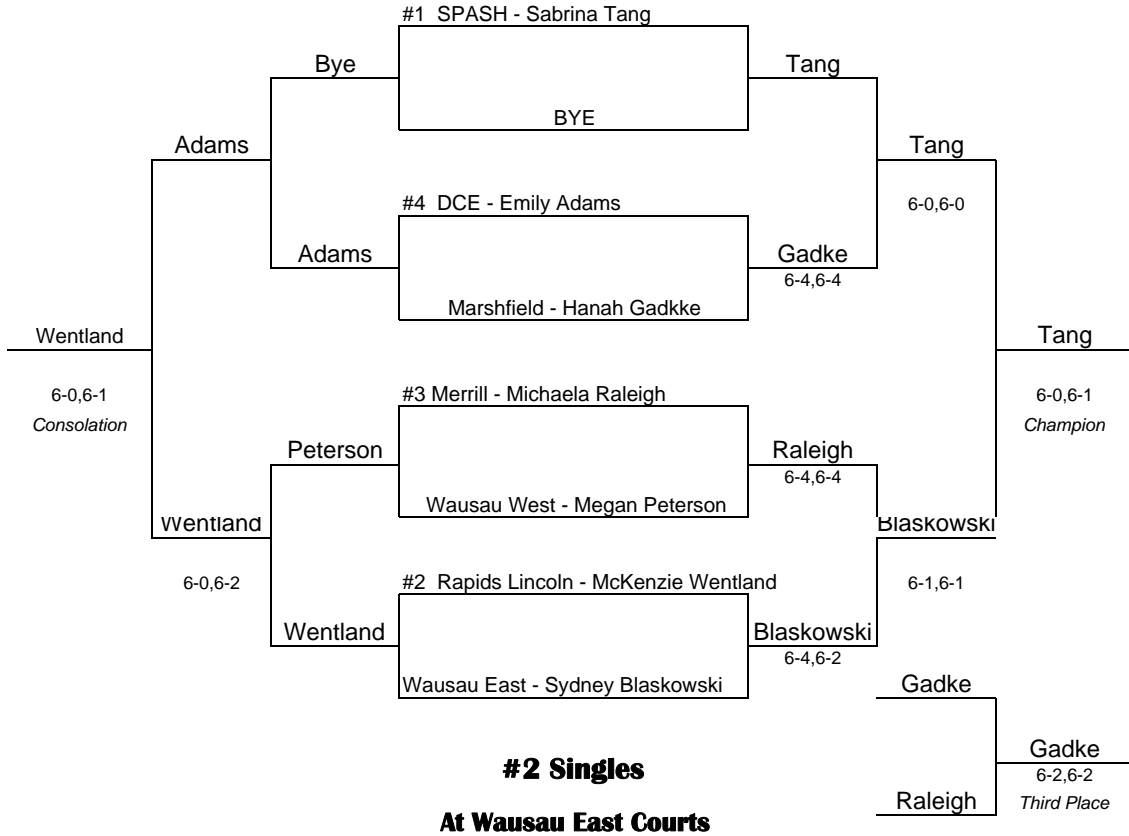 #1 SPASH - Sabrina Tang
Bye
Tang
BYE
Adams
Tang
#4 DCE - Emily Adams
6-0,6-0
Adams
Gadke
6-4,6-4
Marshfield - Hanah Gadkke
Wentland
Tang
6-0,6-1
#3 Merrill - Michaela Raleigh
6-0,6-1
Consolation
Champion
Peterson
Raleigh
6-4,6-4
Wausau West - Megan Peterson
Wentland
Blaskowski
6-0,6-2
#2 Rapids Lincoln - McKenzie Wentland
6-1,6-1
Wentland
Blaskowski
6-4,6-2
Wausau East - Sydney Blaskowski
Gadke
#2 Singles
Gadke
6-2,6-2
Raleigh
Third Place
At Wausau East Courts